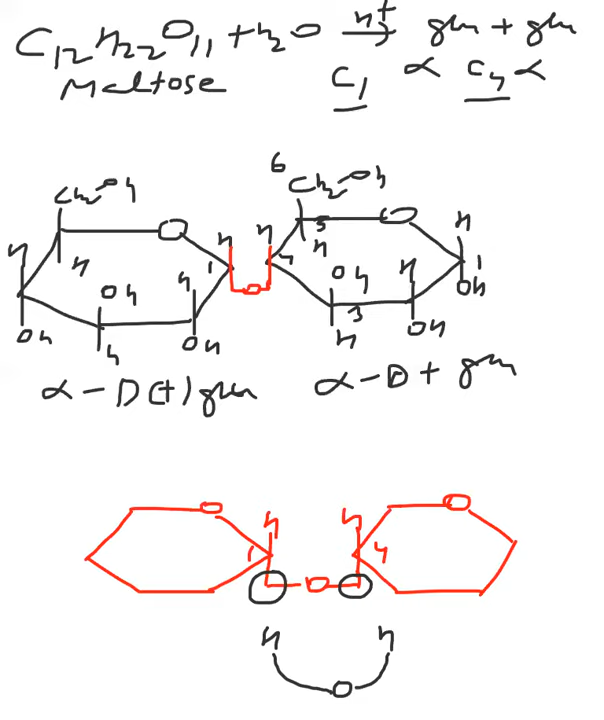 C12H22O11 + H2O H+→ glu + glu
Maltose C1 α C4 α
6
CH2OH CH2OH
O 5 O H
H H H H
H 1 4 1
OH H OH H OH
O
OH H OH H 3 OH
α-D(+)glu α-D+glu
O O
H H
1 4
O
H H
O